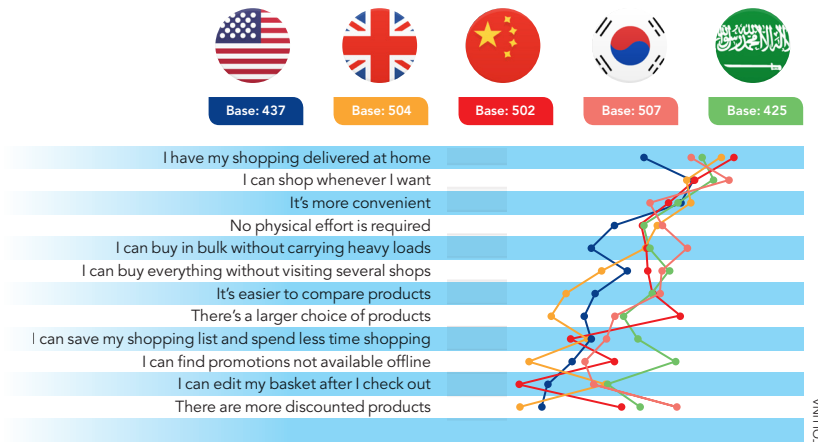 Base: 437
Base: 504
Base: 502
Base: 507
Base: 425
I have my shopping delivered at home
I can shop whenever I want
It's more convenient
No physical effort is required
I can buy in bulk without carrying heavy loads
I can buy everything without visiting several shops
It's easier to compare products
There's a larger choice of products
I can save my shopping list and spend less time shopping
I can find promotions not available offline
I can edit my basket after I check out
There are more discounted products